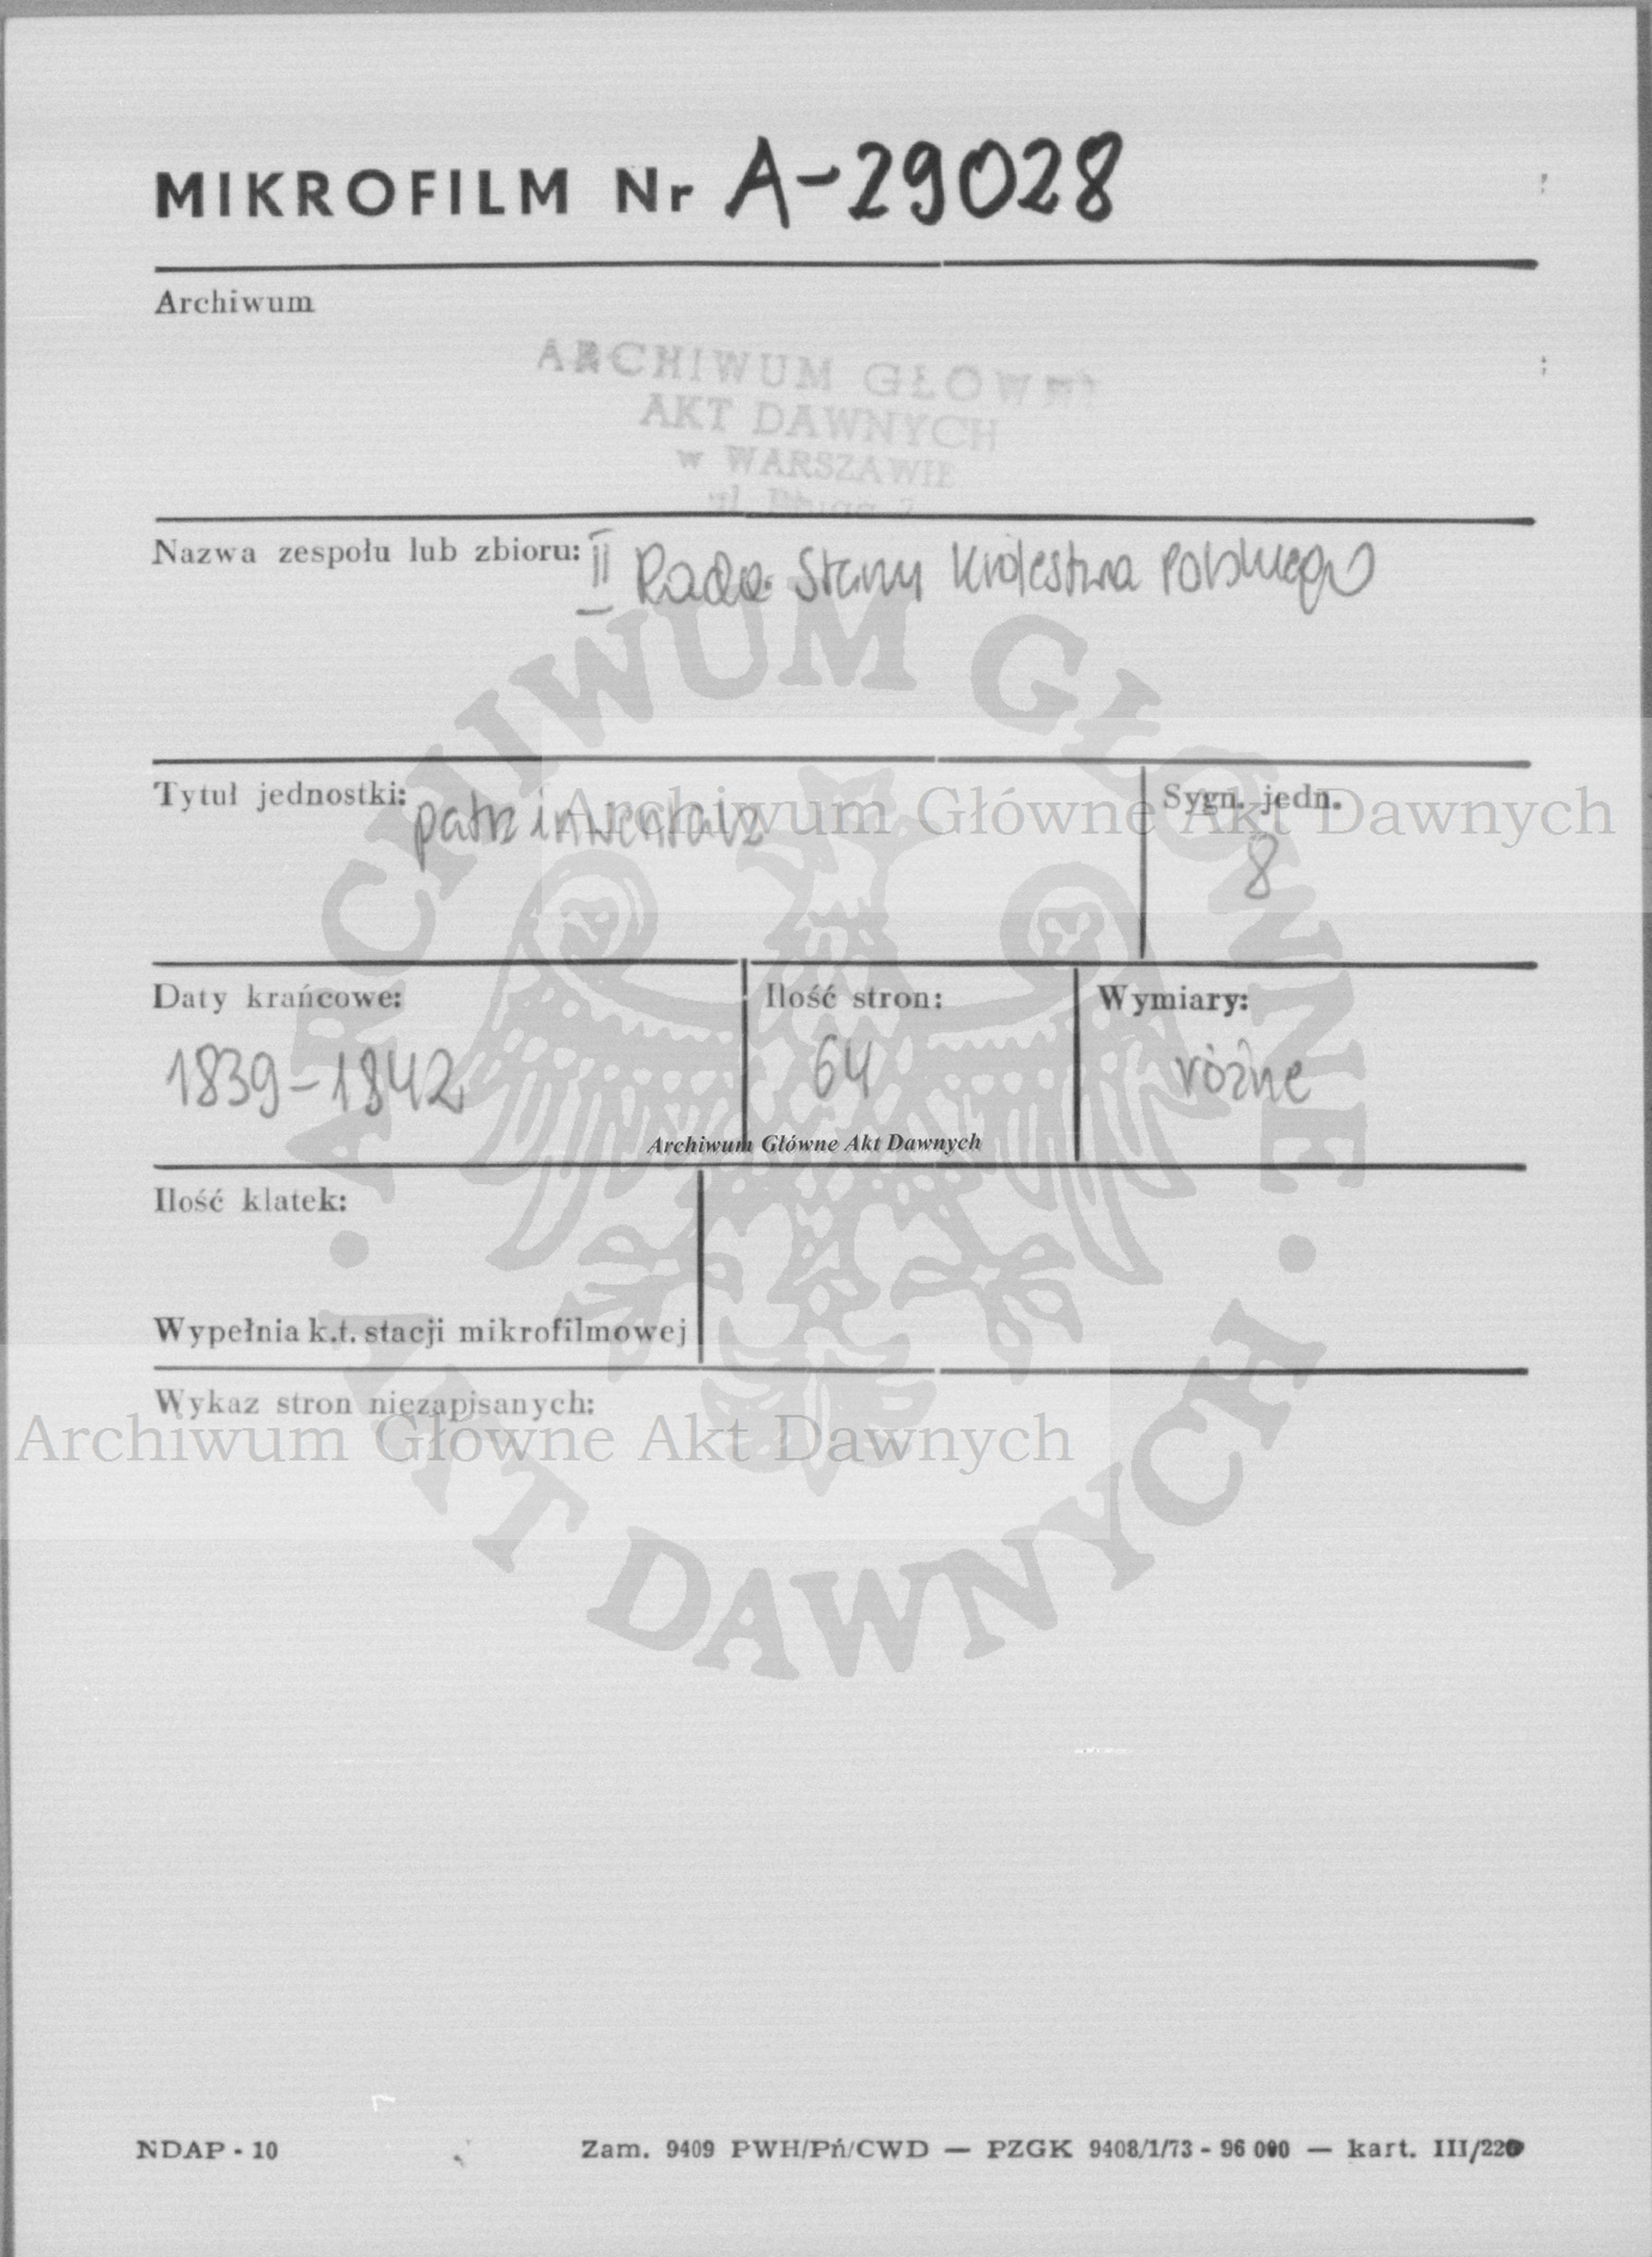 MIKROFILM Nr A-29028
Archiwum
ARCHIWUM GŁÓWNE
AKT DAWNYCH
w WARSZAWIE
Nazwa zespołu lub zbioru: II Rada Stanu Królestwa Polskiego
Tytuł jednostki: patrz inwentarz
Sygn. jedn.
8
Archiwum Główne Akt Dawnych
Daty krańcowe: Ilość stron: Wymiary:
1839-1842 64 różne
Archiwum Główne Akt Dawnych
Ilość klatek:
Wypełnia k.t. stacji mikrofilmowej
Wykaz stron niezapisanych:
Archiwum Główne Akt Dawnych
ARCHIWUM GŁÓWNE
AKT DAWNYCH
NDAP - 10 Zam. 9409 PWH/Pń/CWD — PZGK 9408/1/73 - 96 000 — kart. III/220